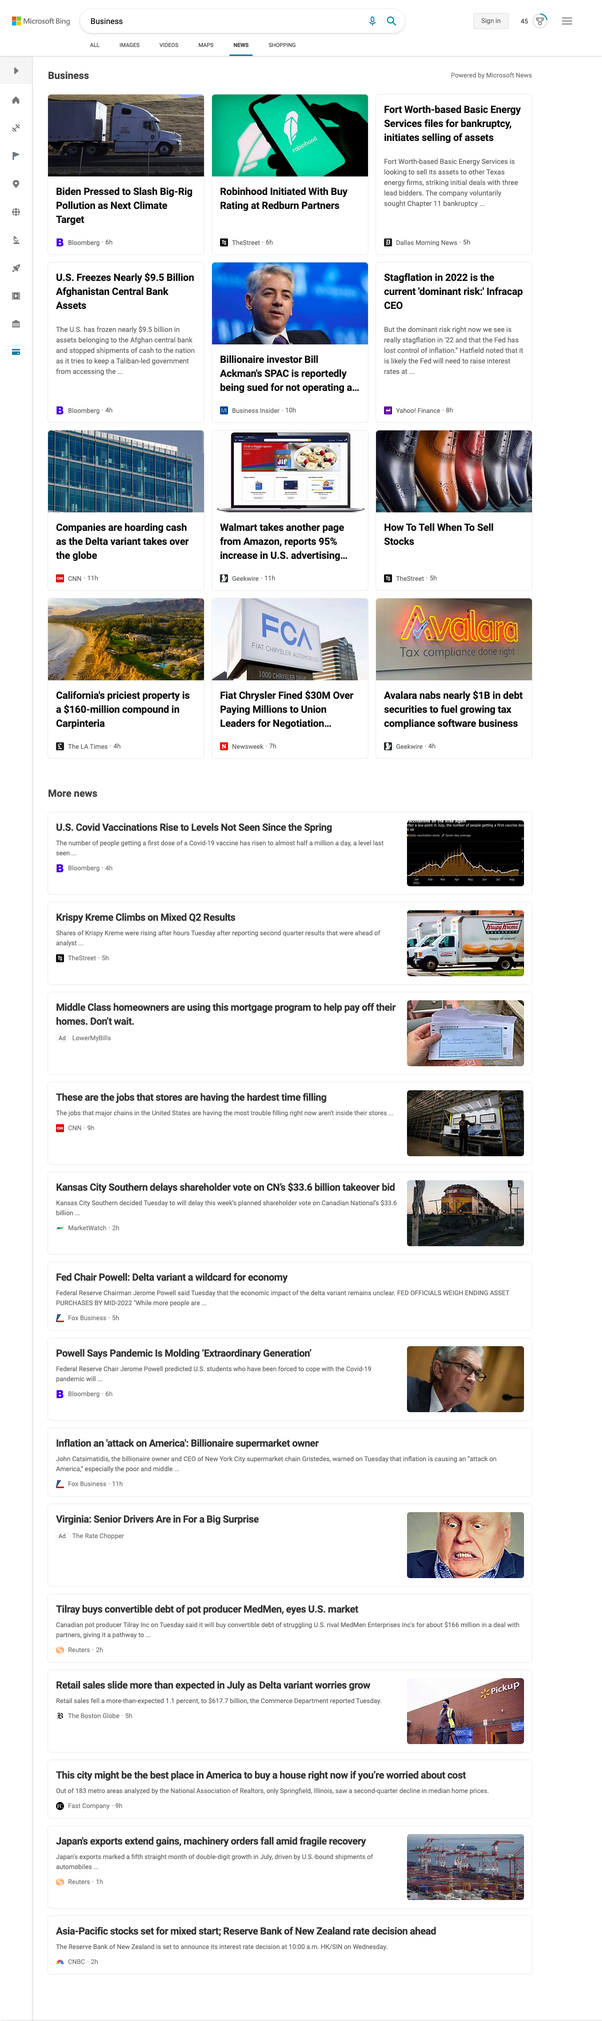 Microsoft Bing
Business
Sign in
45
ALL
IMAGES
VIDEOS
MAPS
NEWS
SHOPPING
Business
Powered by Microsoft News
Biden Pressed to Slash Big-Rig
Pollution as Next Climate
Target
Bloomberg · 6h
robinhood
Robinhood Initiated With Buy
Rating at Redburn Partners
TheStreet · 6h
Fort Worth-based Basic Energy
Services files for bankruptcy,
initiates selling of assets
Fort Worth-based Basic Energy Services is
looking to sell its assets to other Texas
energy firms, striking initial deals with three
lead bidders. The company voluntarily
sought Chapter 11 bankruptcy ...
Dallas Morning News · 5h
U.S. Freezes Nearly $9.5 Billion
Afghanistan Central Bank
Assets
The U.S. has frozen nearly $9.5 billion in
assets belonging to the Afghan central bank
and stopped shipments of cash to the nation
as it tries to keep a Taliban-led government
from accessing the ...
Bloomberg · 4h
Billionaire investor Bill
Ackman's SPAC is reportedly
being sued for not operating a...
Business Insider · 10h
Stagflation in 2022 is the
current 'dominant risk:' Infracap
CEO
But the dominant risk right now we see is
really stagflation in '22 and that the Fed has
lost control of inflation.” Hatfield noted that it
is likely the Fed will need to raise interest
rates at ...
Yahoo! Finance · 8h
Companies are hoarding cash
as the Delta variant takes over
the globe
CNN · 11h
Walmart takes another page
from Amazon, reports 95%
increase in U.S. advertising...
Geekwire · 11h
How To Tell When To Sell
Stocks
TheStreet · 5h
California's priciest property is
a $160-million compound in
Carpinteria
The LA Times · 4h
FCA
FIAT CHRYSLER AUTOMOBILES
1000 CHRYSLER DRIVE
Fiat Chrysler Fined $30M Over
Paying Millions to Union
Leaders for Negotiation...
Newsweek · 7h
Avalara
Tax compliance done right
Avalara nabs nearly $1B in debt
securities to fuel growing tax
compliance software business
Geekwire · 4h
More news
U.S. Covid Vaccinations Rise to Levels Not Seen Since the Spring
The number of people getting a first dose of a Covid-19 vaccine has risen to almost half a million a day, a level last
seen ...
Bloomberg · 4h
Krispy Kreme Climbs on Mixed Q2 Results
Shares of Krispy Kreme were rising after hours Tuesday after reporting second quarter results that were ahead of
analyst ...
TheStreet · 5h
Krispy Kreme
Middle Class homeowners are using this mortgage program to help pay off their
homes. Don't wait.
Ad LowerMyBills
These are the jobs that stores are having the hardest time filling
The jobs that major chains in the United States are having the most trouble filling right now aren't inside their stores ...
CNN · 9h
Kansas City Southern delays shareholder vote on CN's $33.6 billion takeover bid
Kansas City Southern decided Tuesday to will delay this week's planned shareholder vote on Canadian National's $33.6
billion ...
MarketWatch · 2h
Fed Chair Powell: Delta variant a wildcard for economy
Federal Reserve Chairman Jerome Powell said Tuesday that the economic impact of the delta variant remains unclear. FED OFFICIALS WEIGH ENDING ASSET
PURCHASES BY MID-2022 “While more people are ...
Fox Business · 5h
Powell Says Pandemic Is Molding ‘Extraordinary Generation’
Federal Reserve Chair Jerome Powell predicted U.S. students who have been forced to cope with the Covid-19
pandemic will ...
Bloomberg · 6h
Inflation an 'attack on America': Billionaire supermarket owner
John Catsimatidis, the billionaire owner and CEO of New York City supermarket chain Gristedes, warned on Tuesday that inflation is causing an “attack on
America,” especially the poor and middle ...
Fox Business · 11h
Virginia: Senior Drivers Are in For a Big Surprise
Ad The Rate Chopper
Tilray buys convertible debt of pot producer MedMen, eyes U.S. market
Canadian pot producer Tilray Inc on Tuesday said it will buy convertible debt of struggling U.S. rival MedMen Enterprises Inc's for about $166 million in a deal with
partners, giving it a pathway to ...
Reuters · 2h
Retail sales slide more than expected in July as Delta variant worries grow
Retail sales fell a more-than-expected 1.1 percent, to $617.7 billion, the Commerce Department reported Tuesday.
The Boston Globe · 5h
Pickup
This city might be the best place in America to buy a house right now if you're worried about cost
Out of 183 metro areas analyzed by the National Association of Realtors, only Springfield, Illinois, saw a second-quarter decline in median home prices.
Fast Company · 9h
Japan's exports extend gains, machinery orders fall amid fragile recovery
Japan's exports marked a fifth straight month of double-digit growth in July, driven by U.S.-bound shipments of
automobiles ...
Reuters · 1h
Asia-Pacific stocks set for mixed start; Reserve Bank of New Zealand rate decision ahead
The Reserve Bank of New Zealand is set to announce its interest rate decision at 10:00 a.m. HK/SIN on Wednesday.
CNBC · 2h